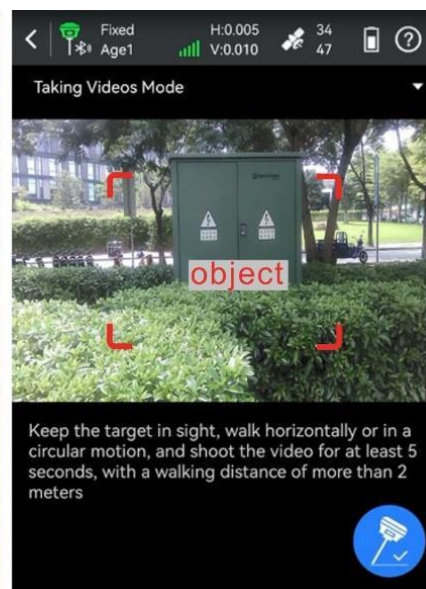 Fixed
Age1
H:0.005
V:0.010
34
47
Taking Videos Mode
object
Keep the target in sight, walk horizontally or in a
circular motion, and shoot the video for at least 5
seconds, with a walking distance of more than 2
meters